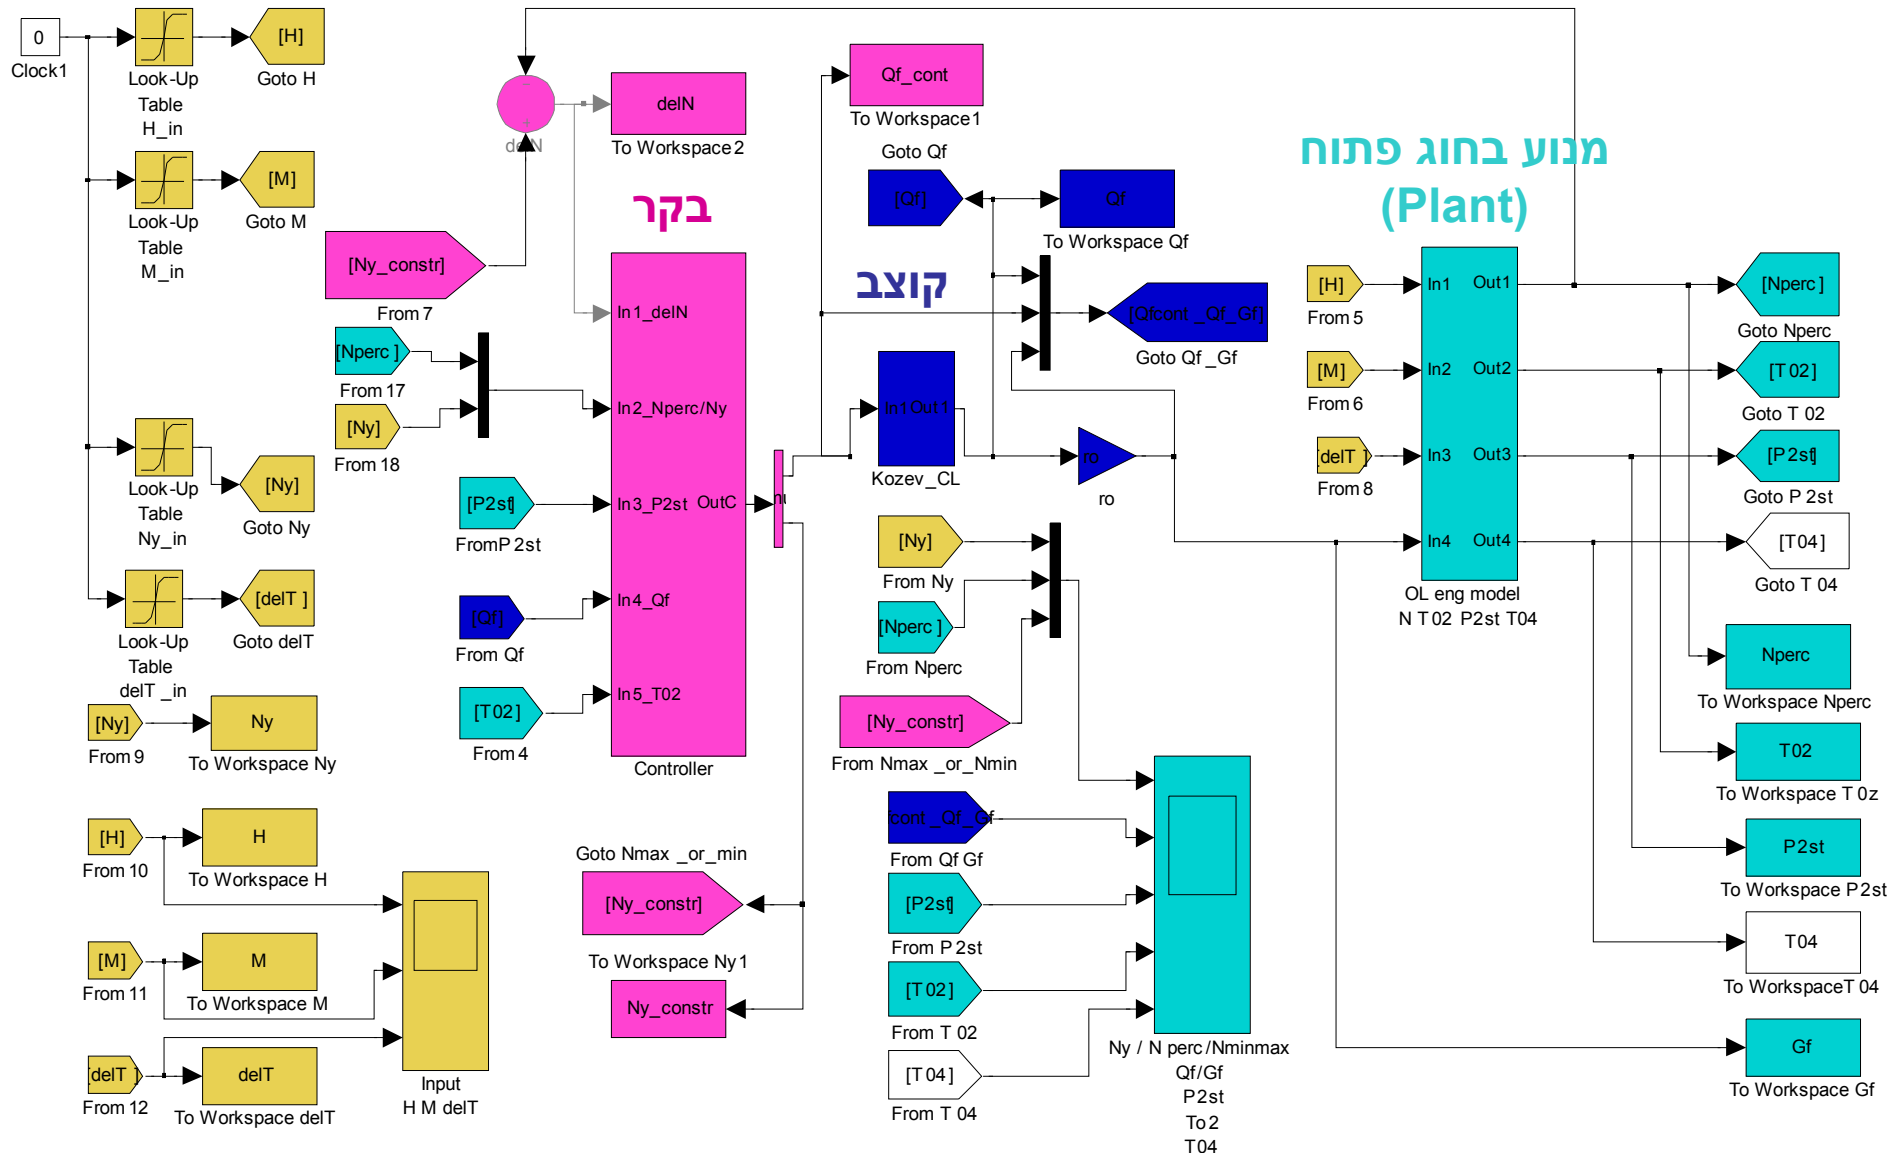 0
Clock1
Look-Up
Table
H_in
[H]
Goto H
Look-Up
Table
M_in
[M]
Goto M
Look-Up
Table
Ny_in
[Ny]
Goto Ny
Look-Up
Table
delT _in
[delT ]
Goto delT
[Ny]
From 9
Ny
To Workspace Ny
[H]
From 10
H
To Workspace H
[M]
From 11
M
To Workspace M
[delT ]
From 12
delT
To Workspace delT
Input
H M delT
delN
delN
To Workspace 2
בקר
[Ny_constr]
From 7
[Nperc ]
From 17
[Ny]
From 18
[P2st]
FromP 2st
[Qf]
From Qf
[T02]
From 4
In1_delN
In2_Nperc/Ny
In3_P2st
OutC
In4_Qf
In5_T02
Controller
Goto Nmax _or_min
[Ny_constr]
To Workspace Ny1
Ny_constr
Qf_cont
To Workspace1
Goto Qf
[Qf]
Qf
To Workspace Qf
קוצב
[Qfcont _Qf_Gf]
Goto Qf _Gf
In1
Out1
Kozev_CL
ro
ro
[Ny]
From Ny
[Nperc ]
From Nperc
[Ny_constr]
From Nmax _or_Nmin
cont _Qf_Gf
From Qf Gf
[P2st]
From P 2st
[T02]
From T 02
[T04]
From T 04
Ny / N perc /Nminmax
Qf/Gf
P2st
To2
T04
מנוע בחוג פתוח
(Plant)
[H]
From 5
[M]
From 6
[delT ]
From 8
In1
Out1
In2
Out2
In3
Out3
In4
Out4
OL eng model
N T02 P2st T04
[Nperc ]
Goto Nperc
[T02]
Goto T 02
[P2st]
Goto P 2st
[T04]
Goto T 04
Nperc
To Workspace Nperc
T02
To Workspace T 0z
P2st
To Workspace P2st
T04
To WorkspaceT 04
Gf
To Workspace Gf